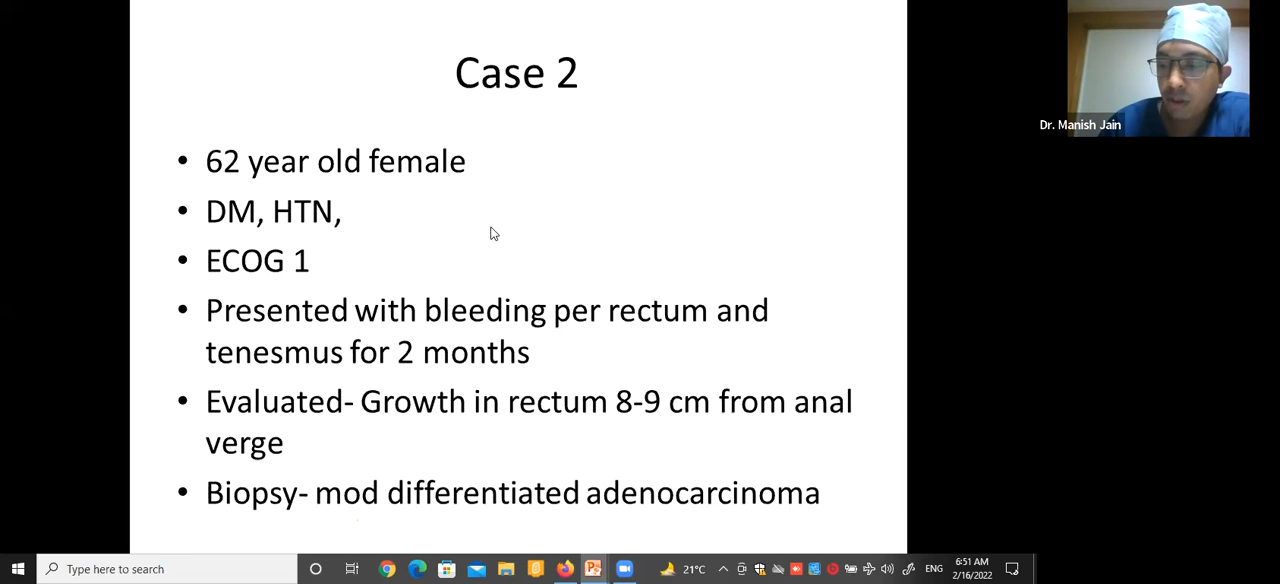 Case 2
• 62 year old female
• DM, HTN,
• ECOG 1
• Presented with bleeding per rectum and
tenesmus for 2 months
• Evaluated- Growth in rectum 8-9 cm from anal
verge
• Biopsy- mod differentiated adenocarcinoma
Dr. Manish Jain
Type here to search
21°C
ENG
6:51 AM
2/16/2022